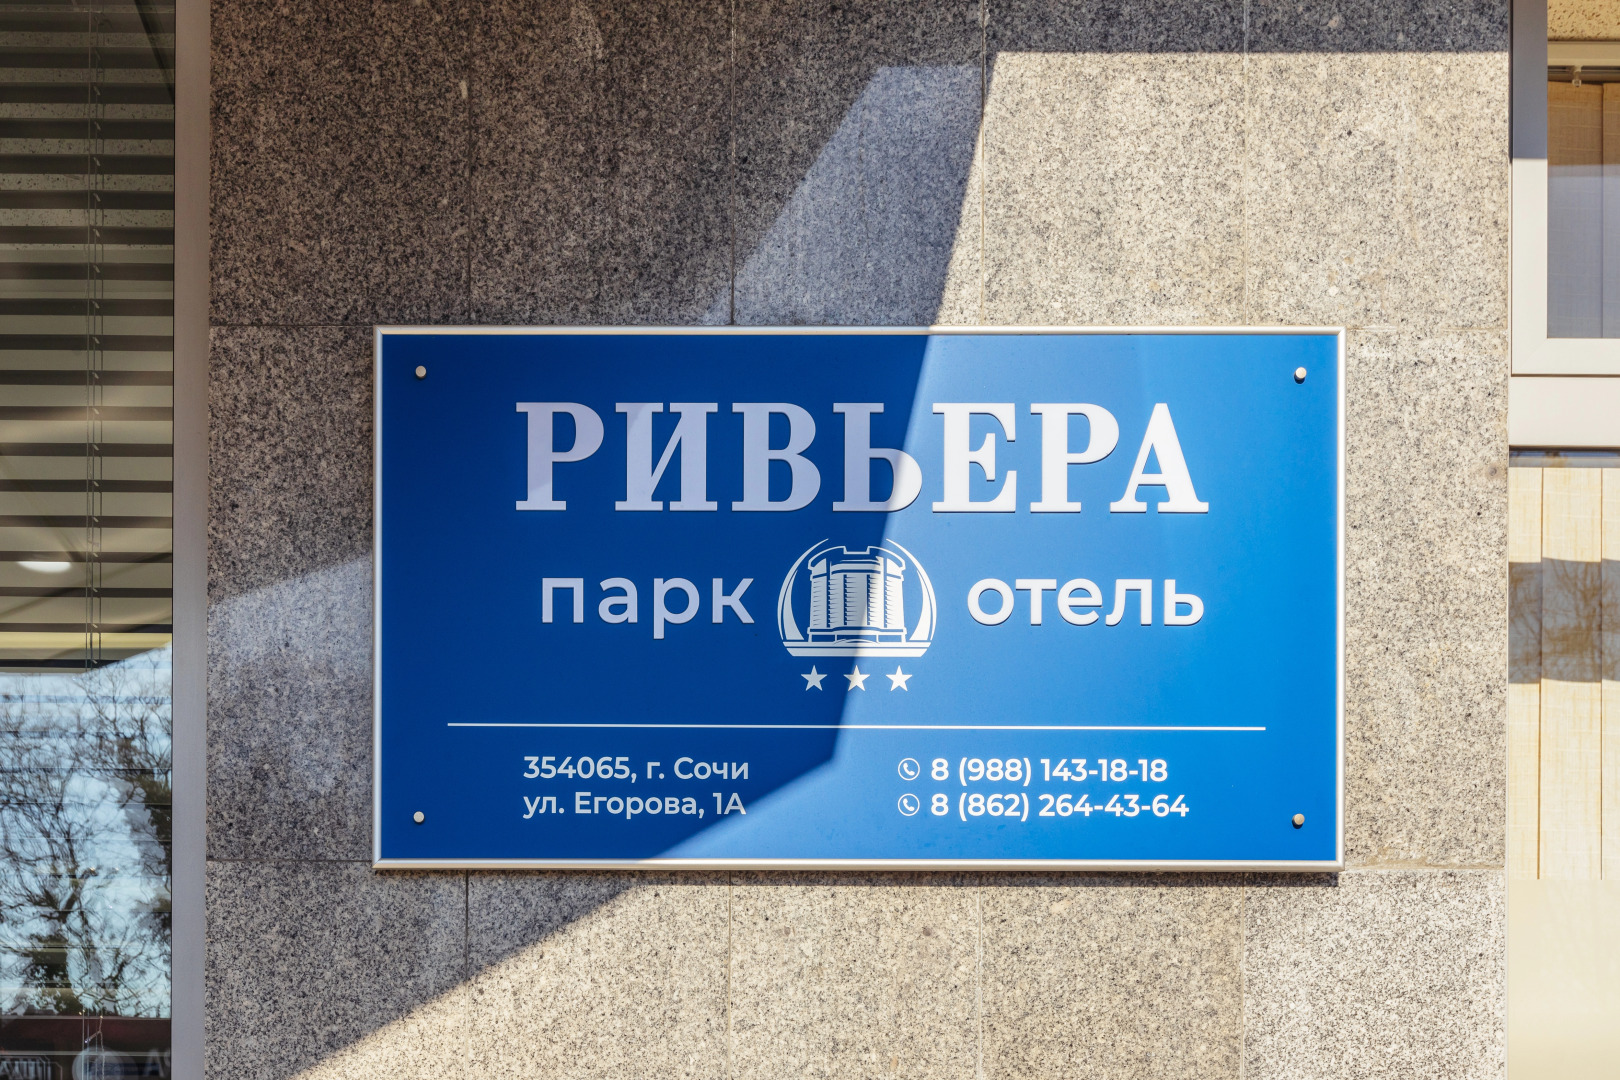 РИВЬЕРА
парк отель
354065, г. Сочи
ул. Егорова, 1А
8 (988) 143-18-18
8 (862) 264-43-64